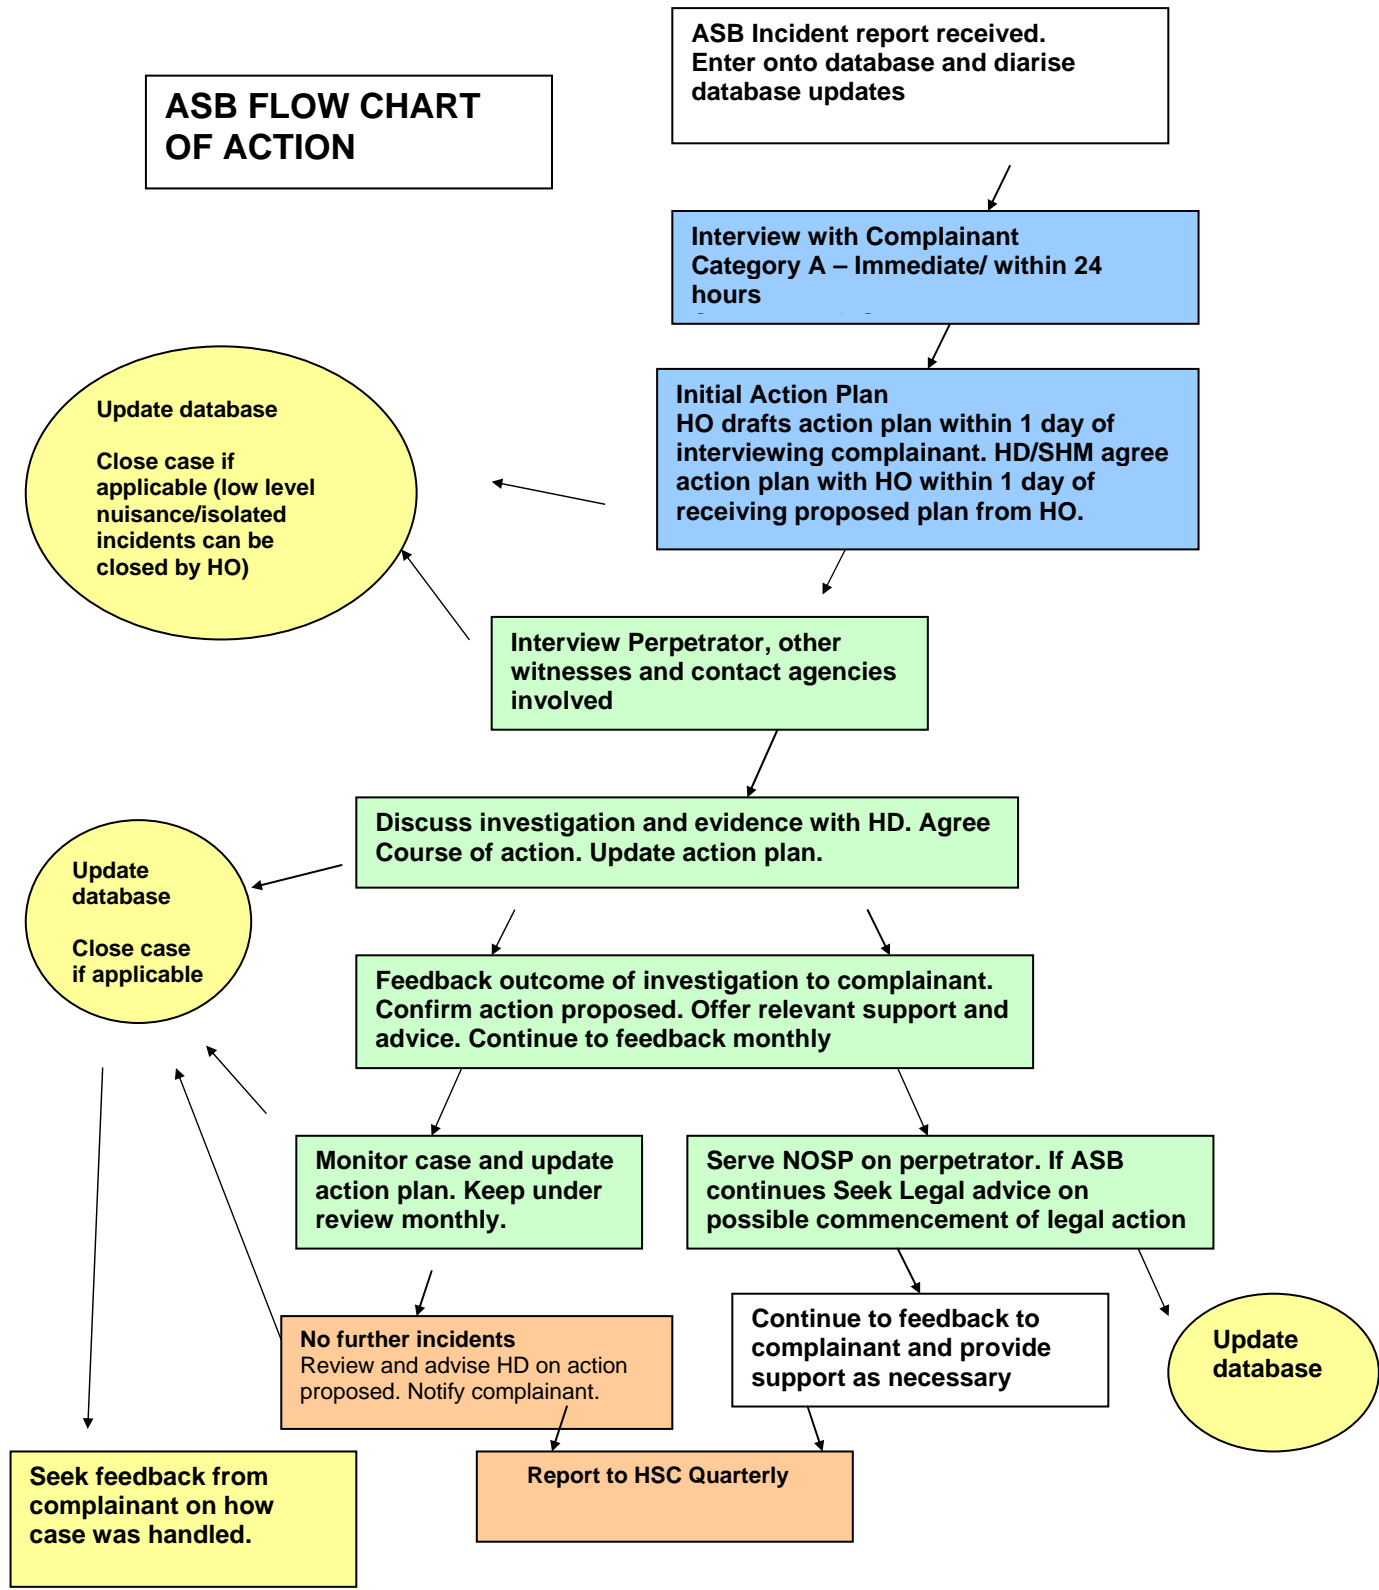 ASB Incident report received.
Enter onto database and diarise
database updates
ASB FLOW CHART
OF ACTION
Interview with Complainant
Category A – Immediate/ within 24
hours
Initial Action Plan
HO drafts action plan within 1 day of
interviewing complainant. HD/SHM agree
action plan with HO within 1 day of
receiving proposed plan from HO.
Update database
Close case if
applicable (low level
nuisance/isolated
incidents can be
closed by HO)
Interview Perpetrator, other
witnesses and contact agencies
involved
Discuss investigation and evidence with HD. Agree
Course of action. Update action plan.
Update
database
Close case
if applicable
Feedback outcome of investigation to complainant.
Confirm action proposed. Offer relevant support and
advice. Continue to feedback monthly
Monitor case and update
action plan. Keep under
review monthly.
Serve NOSP on perpetrator. If ASB
continues Seek Legal advice on
possible commencement of legal action
No further incidents
Review and advise HD on action
proposed. Notify complainant.
Continue to feedback to
complainant and provide
support as necessary
Update
database
Seek feedback from
complainant on how
case was handled.
Report to HSC Quarterly